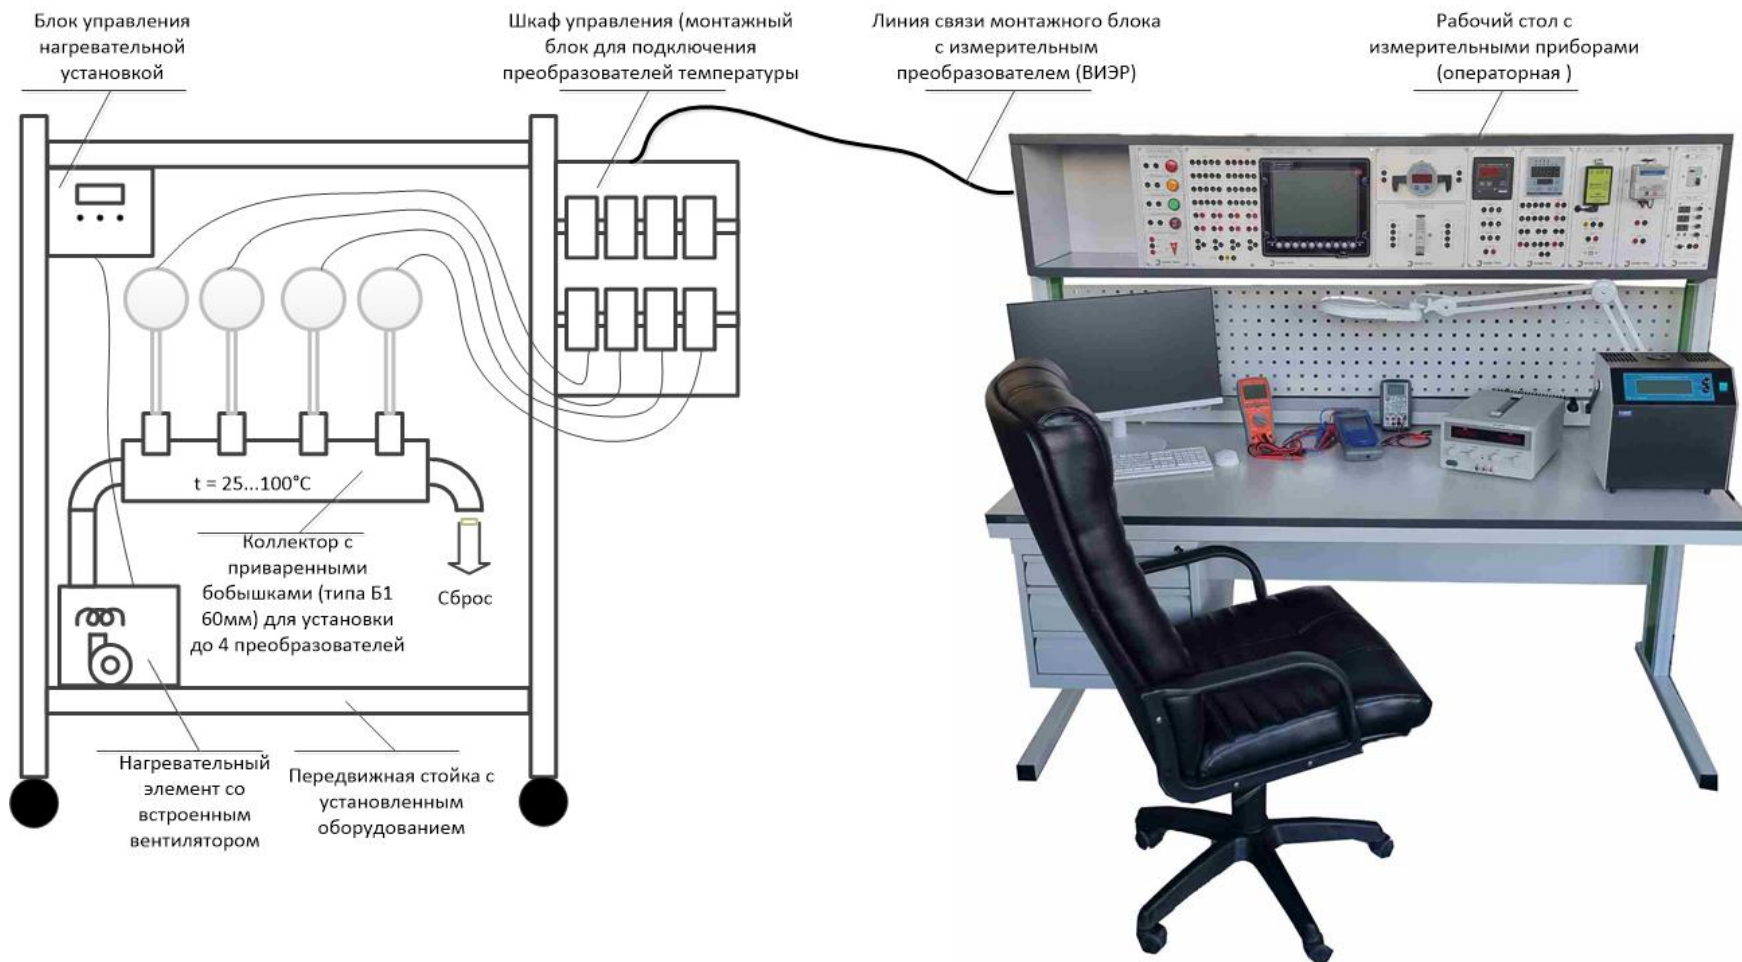 Блок управления
нагревательной
установкой
Шкаф управления (монтажный
блок для подключения
преобразователей температуры
Линия связи монтажного блока
с измерительным
преобразователем (ВИЭР)
Рабочий стол с
измерительными приборами
(операторная )
t = 25...100°C
Коллектор с
приваренными
бобышками (типа Б1
60мм) для установки
до 4 преобразователей
Сброс
Нагревательный
элемент со
встроенным
вентилятором
Передвижная стойка с
установленным
оборудованием